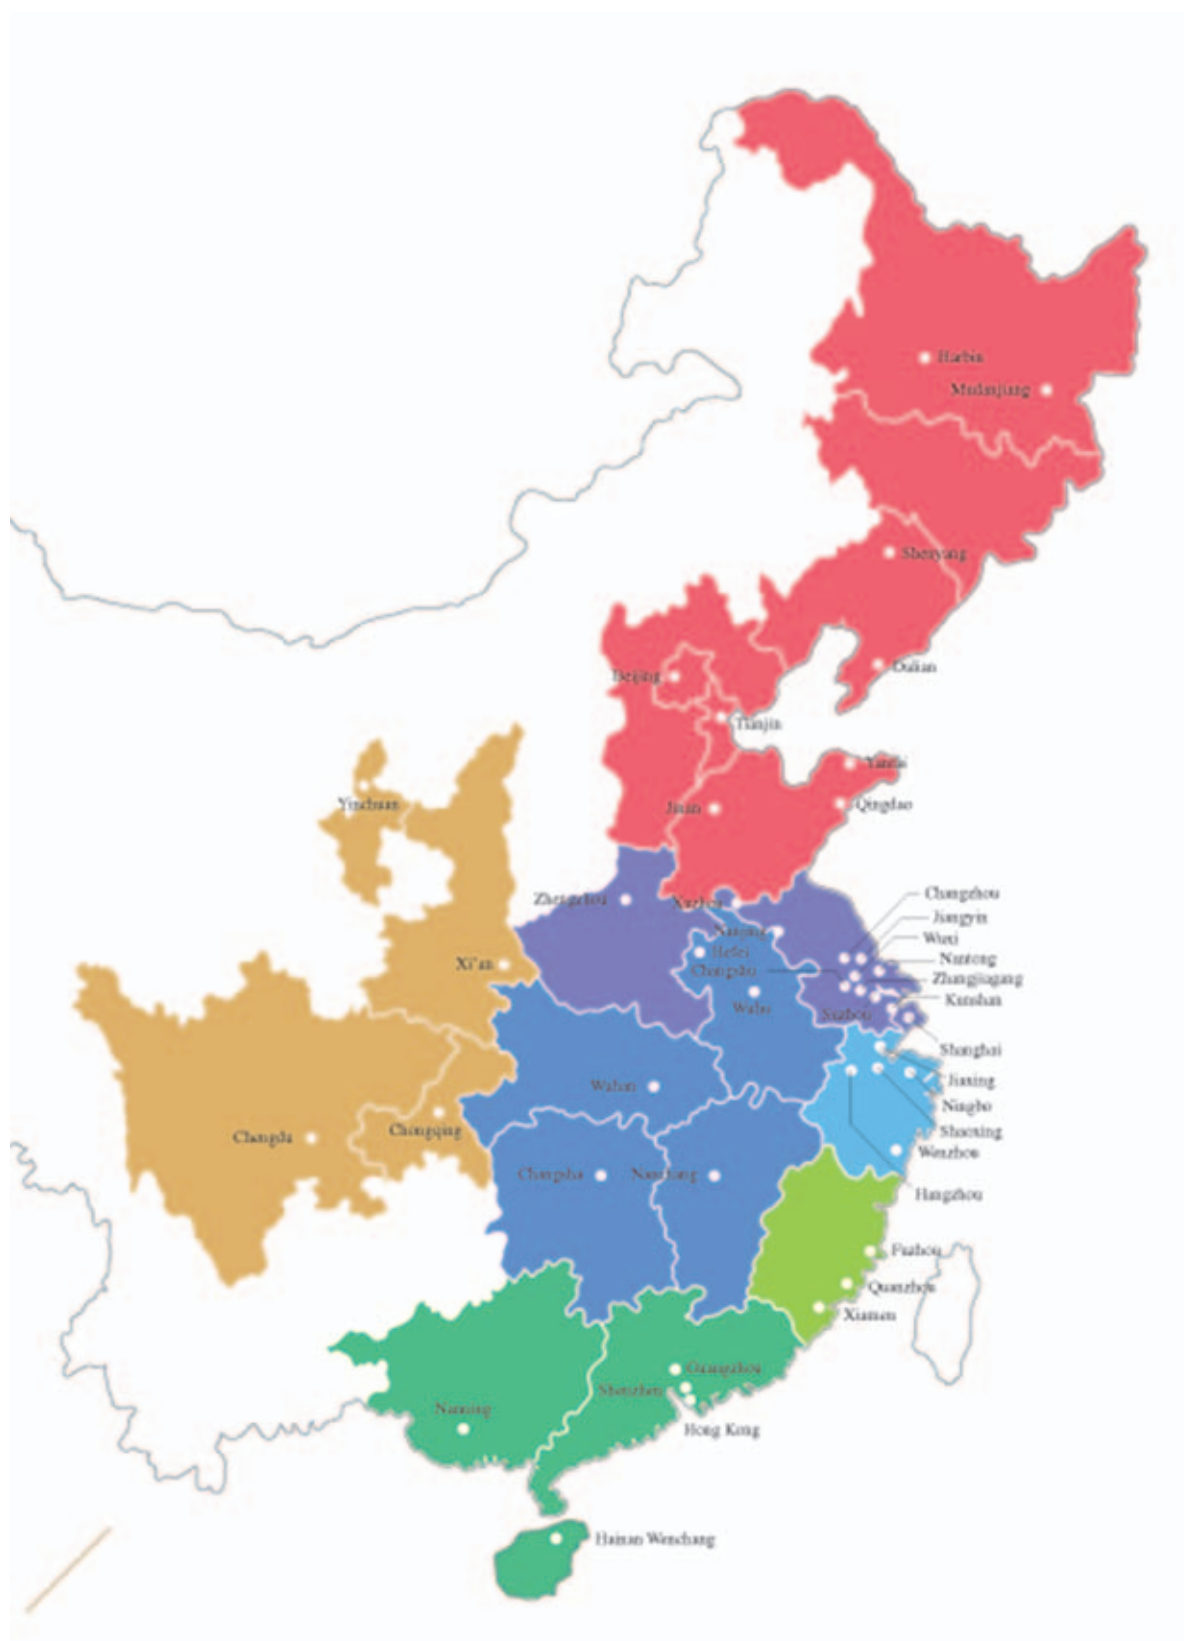 Harbin
Mudanjiang
Shenyang
Dalian
Beijing
Tianjin
Yantai
Qingdao
Jinan
Yinchuan
Zhengzhou
Xuzhou
Changzhou
Jiangyin
Wuxi
Nanjing
Hefei
Nantong
Changshu
Zhangjiagang
Xi'an
Kunshan
Wuhu
Suzhou
Shanghai
Jiaxing
Wuhan
Ningbo
Chengdu
Chongqing
Shaoxing
Wenzhou
Changsha
Nanchang
Hangzhou
Fuzhou
Quanzhou
Xiamen
Guangzhou
Shenzhen
Nanning
Hong Kong
Hainan Wenchang